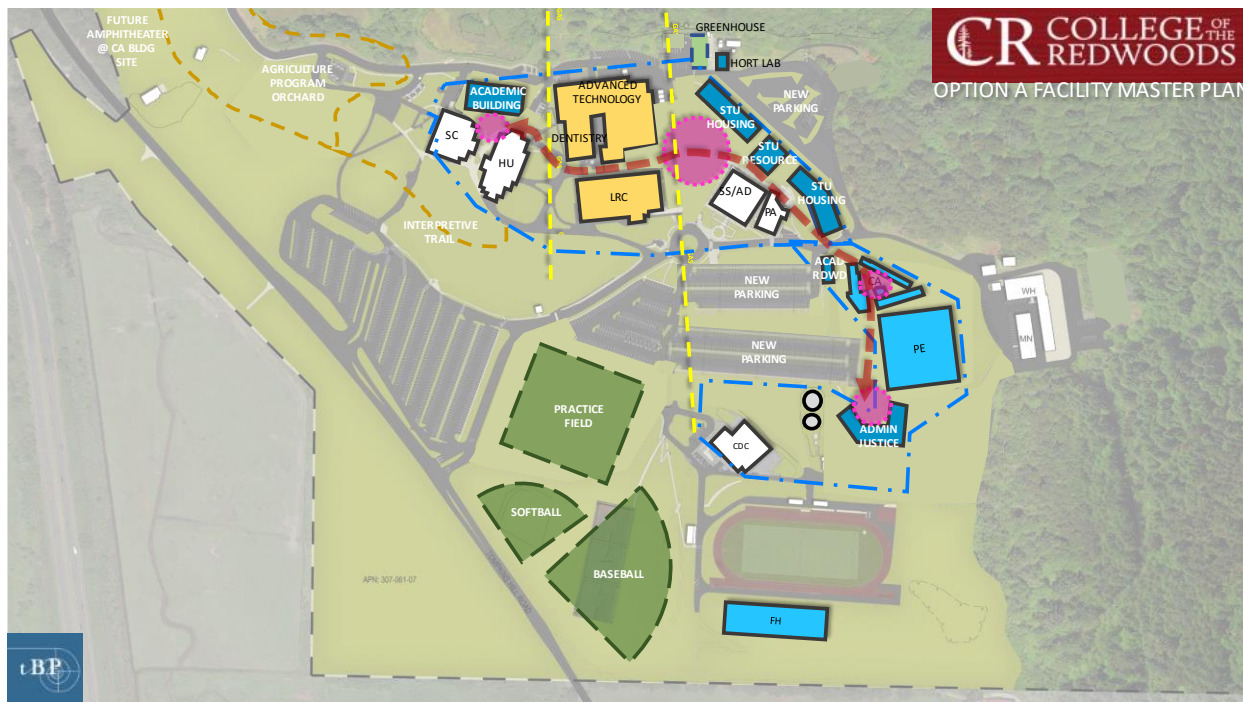 FUTURE
AMPHITHEATER
@ CA BLDG
SITE
GREENHOUSE
CR COLLEGE OF THE
REDWOODS
OPTION A FACILITY MASTER PLAN
HORT LAB
AGRICULTURE
PROGRAM
ORCHARD
ACADEMIC
BUILDING
ADVANCED
TECHNOLOGY
NEW
PARKING
STU
HOUSING
SC
DENTISTRY
HU
STU
RESOURCE
LRC
SS/AD
PA
STU
HOUSING
INTERPRETIVE
TRAIL
ACAD-
RDWD
CA
NEW
PARKING
WH
MN
NEW
PARKING
PE
PRACTICE
FIELD
ADMIN
JUSTICE
CDC
SOFTBALL
BASEBALL
APN: 307-061-07
FH
tBP